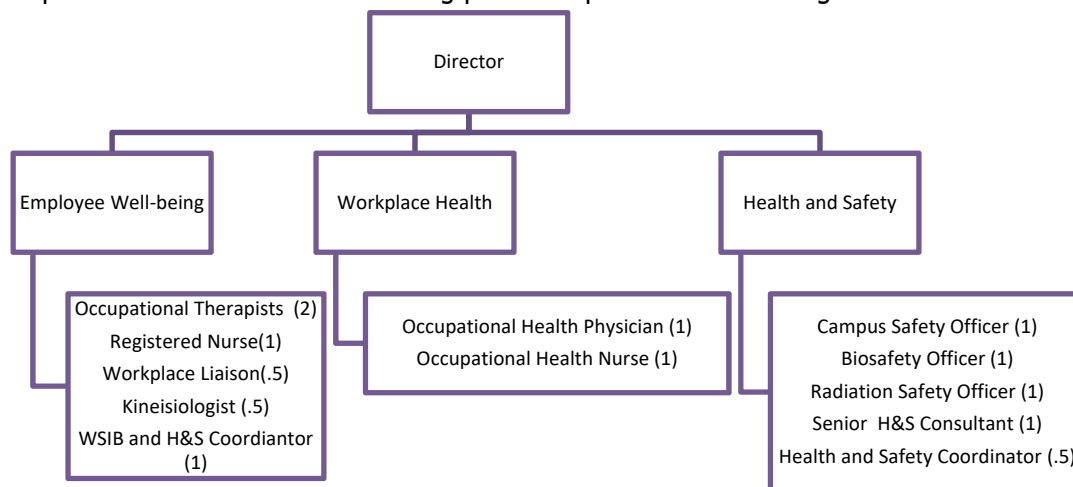 Director
Employee Well-being
Workplace Health
Health and Safety
Occupational Therapists (2)
Registered Nurse(1)
Workplace Liaison(.5)
Kineisiologist (.5)
WSIB and H&S Coordiantor
(1)
Occupational Health Physician (1)
Occupational Health Nurse (1)
Campus Safety Officer (1)
Biosafety Officer (1)
Radiation Safety Officer (1)
Senior H&S Consultant (1)
Health and Safety Coordinator (.5)